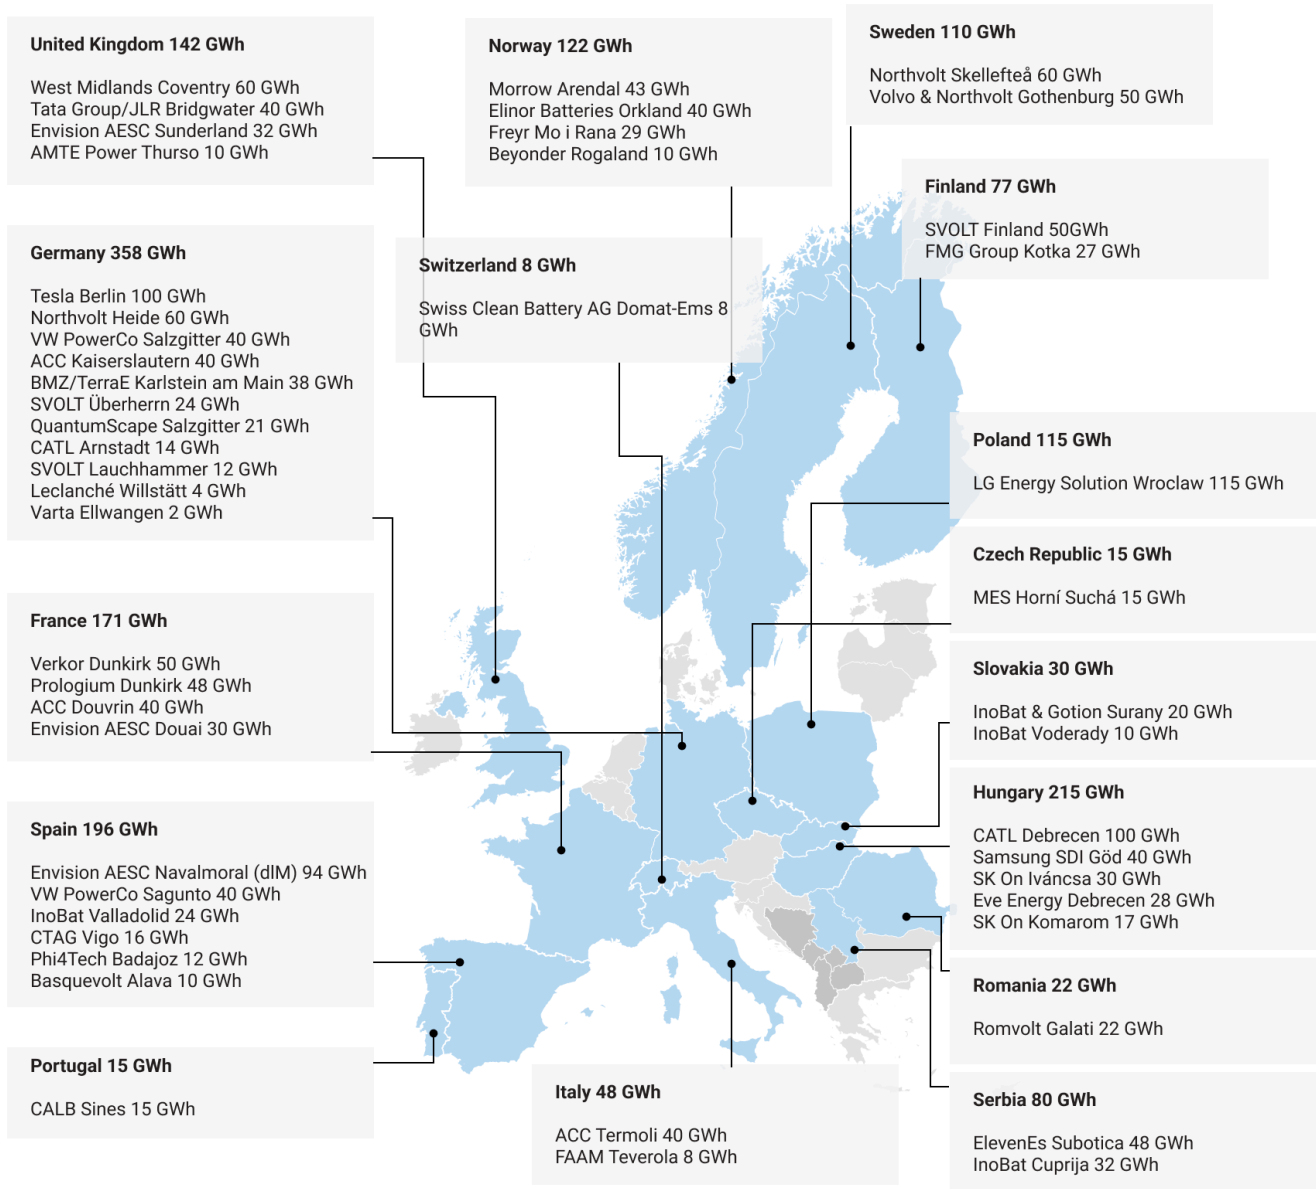 United Kingdom 142 GWh
West Midlands Coventry 60 GWh
Tata Group/JLR Bridgwater 40 GWh
Envision AESC Sunderland 32 GWh
AMTE Power Thurso 10 GWh
Norway 122 GWh
Morrow Arendal 43 GWh
Elinor Batteries Orkland 40 GWh
Freyr Mo i Rana 29 GWh
Beyonder Rogaland 10 GWh
Sweden 110 GWh
Northvolt Skellefteå 60 GWh
Volvo & Northvolt Gothenburg 50 GWh
Finland 77 GWh
SVOLT Finland 50GWh
FMG Group Kotka 27 GWh
Germany 358 GWh
Tesla Berlin 100 GWh
Northvolt Heide 60 GWh
VW PowerCo Salzgitter 40 GWh
ACC Kaiserslautern 40 GWh
BMZ/TerraE Karlstein am Main 38 GWh
SVOLT Überherrn 24 GWh
QuantumScape Salzgitter 21 GWh
CATL Arnstadt 14 GWh
SVOLT Lauchhammer 12 GWh
Leclanché Willstätt 4 GWh
Varta Ellwangen 2 GWh
Switzerland 8 GWh
Swiss Clean Battery AG Domat-Ems 8
GWh
Poland 115 GWh
LG Energy Solution Wroclaw 115 GWh
Czech Republic 15 GWh
MES Horní Suchá 15 GWh
France 171 GWh
Verkor Dunkirk 50 GWh
Prologium Dunkirk 48 GWh
ACC Douvrin 40 GWh
Envision AESC Douai 30 GWh
Slovakia 30 GWh
InoBat & Gotion Surany 20 GWh
InoBat Voderady 10 GWh
Hungary 215 GWh
CATL Debrecen 100 GWh
Samsung SDI Göd 40 GWh
SK On Iváncsa 30 GWh
Eve Energy Debrecen 28 GWh
SK On Komarom 17 GWh
Spain 196 GWh
Envision AESC Navalmoral (dlM) 94 GWh
VW PowerCo Sagunto 40 GWh
InoBat Valladolid 24 GWh
CTAG Vigo 16 GWh
Phi4Tech Badajoz 12 GWh
Basquevolt Alava 10 GWh
Romania 22 GWh
Romvolt Galati 22 GWh
Portugal 15 GWh
CALB Sines 15 GWh
Italy 48 GWh
ACC Termoli 40 GWh
FAAM Teverola 8 GWh
Serbia 80 GWh
ElevenEs Subotica 48 GWh
InoBat Cuprija 32 GWh